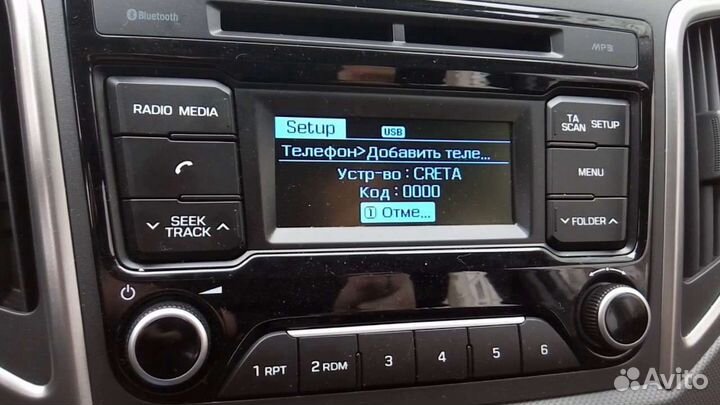 Bluetooth
MP3
RADIO MEDIA
SEEK
TRACK
Setup
USB
Телефон>Добавить теле...
Устр-во : CRETA
Код : 0000
1 Отме...
TA
SCAN
SETUP
MENU
FOLDER
1 RPT
2 RDM
3
4
5
6
Avito